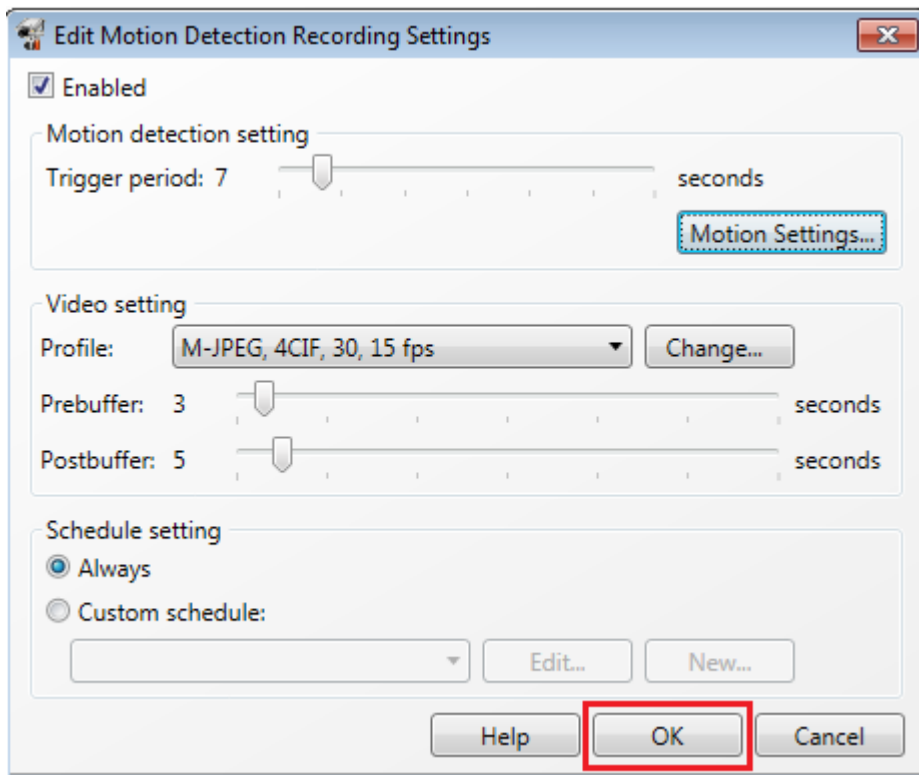 Edit Motion Detection Recording Settings
Enabled
Motion detection setting
Trigger period: 7 seconds
Motion Settings...
Video setting
Profile: M-JPEG, 4CIF, 30, 15 fps Change...
Prebuffer: 3 seconds
Postbuffer: 5 seconds
Schedule setting
Always
Custom schedule:
Edit... New...
Help OK Cancel